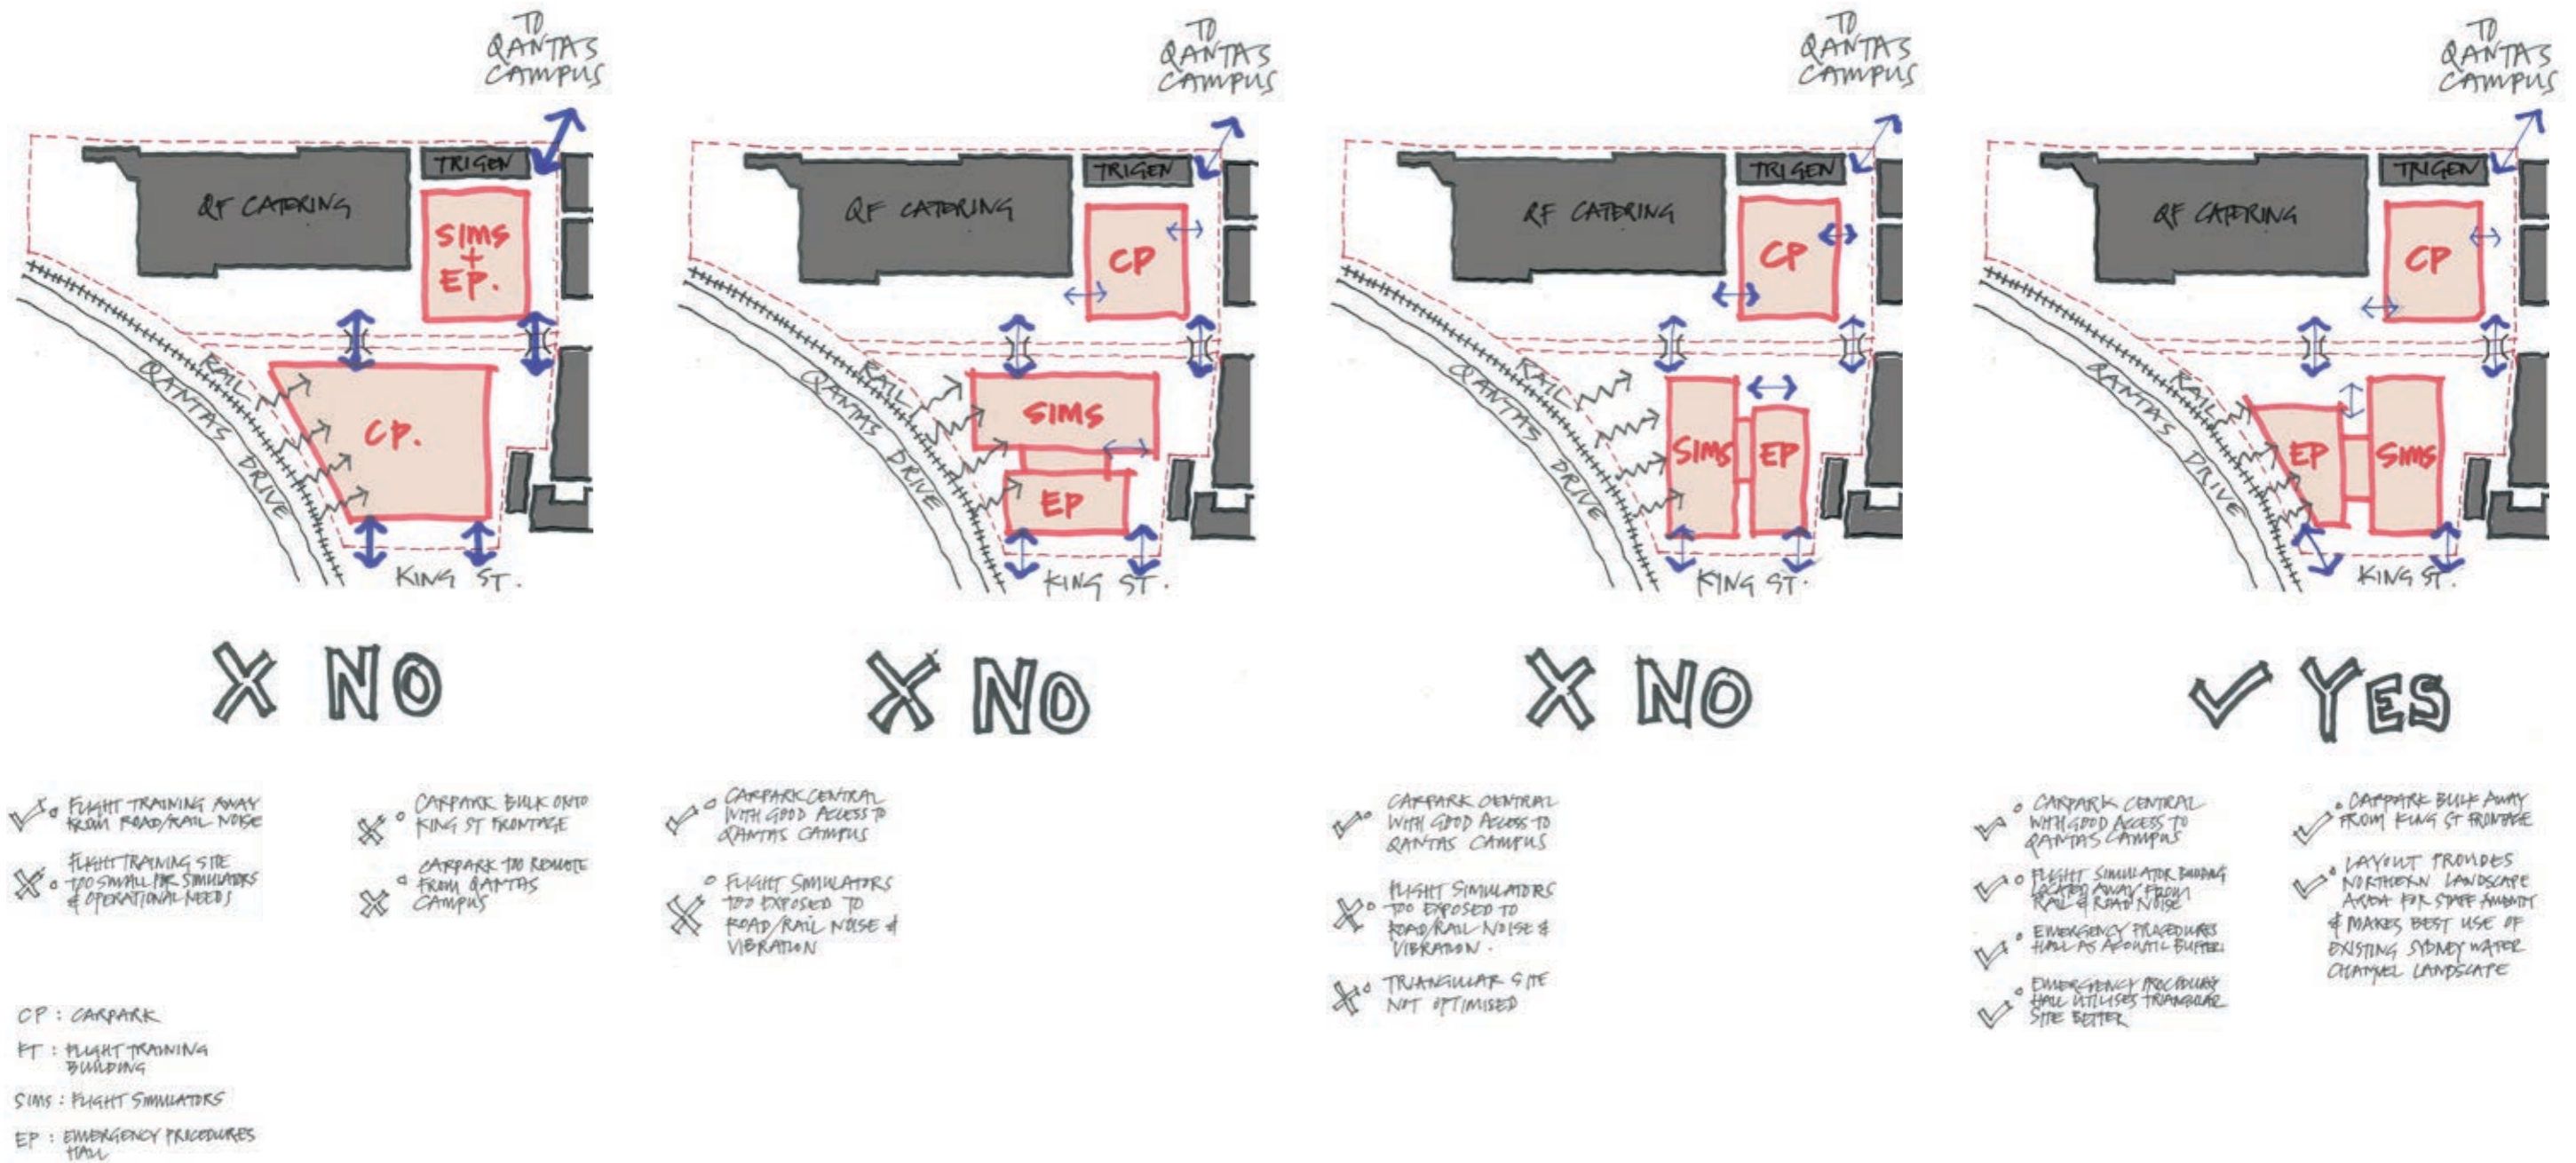 TO
QANTAS
CAMPUS
TRIGEN
QF CATERING
SIMS
+
EP.
RAIL
QANTAS DRIVE
CP.
KING ST.
X NO
FLIGHT TRAINING AWAY
FROM ROAD/RAIL NOISE
FLIGHT TRAINING SITE
TOO SMALL FOR SIMULATORS
& OPERATIONAL NEEDS
CARPARK BULK ONTO
KING ST FRONTAGE
CARPARK TOO REMOTE
FROM QANTAS
CAMPUS
CP : CARPARK
FT : FLIGHT TRAINING
BUILDING
SIMS : FLIGHT SIMULATORS
EP : EMERGENCY PROCEDURES
HALL
TO
QANTAS
CAMPUS
TRIGEN
QF CATERING
CP
RAIL
QANTAS DRIVE
SIMS
EP
KING ST.
X NO
CARPARK CENTRAL
WITH GOOD ACCESS TO
QANTAS CAMPUS
FLIGHT SIMULATORS
TOO EXPOSED TO
ROAD/RAIL NOISE &
VIBRATION
TO
QANTAS
CAMPUS
TRIGEN
QF CATERING
CP
RAIL
QANTAS DRIVE
SIMS
EP
KING ST.
X NO
CARPARK CENTRAL
WITH GOOD ACCESS TO
QANTAS CAMPUS
FLIGHT SIMULATORS
TOO EXPOSED TO
ROAD/RAIL NOISE &
VIBRATION.
TRIANGULAR SITE
NOT OPTIMISED
TO
QANTAS
CAMPUS
TRIGEN
QF CATERING
CP
RAIL
QANTAS DRIVE
EP
SIMS
KING ST.
YES
CARPARK CENTRAL
WITH GOOD ACCESS TO
QANTAS CAMPUS
FLIGHT SIMULATOR BUILDING
LOCATED AWAY FROM
RAIL & ROAD NOISE
EMERGENCY PROCEDURES
HALL AS ACOUSTIC BUFFER
EMERGENCY PROCEDURES
HALL UTILISES TRIANGULAR
SITE BETTER
CARPARK BULK AWAY
FROM KING ST FRONTAGE
LAYOUT PROVIDES
NORTHERN LANDSCAPE
AREA FOR STAFF AMENITY
& MAKES BEST USE OF
EXISTING SYDNEY WATER
CHANNEL LANDSCAPE